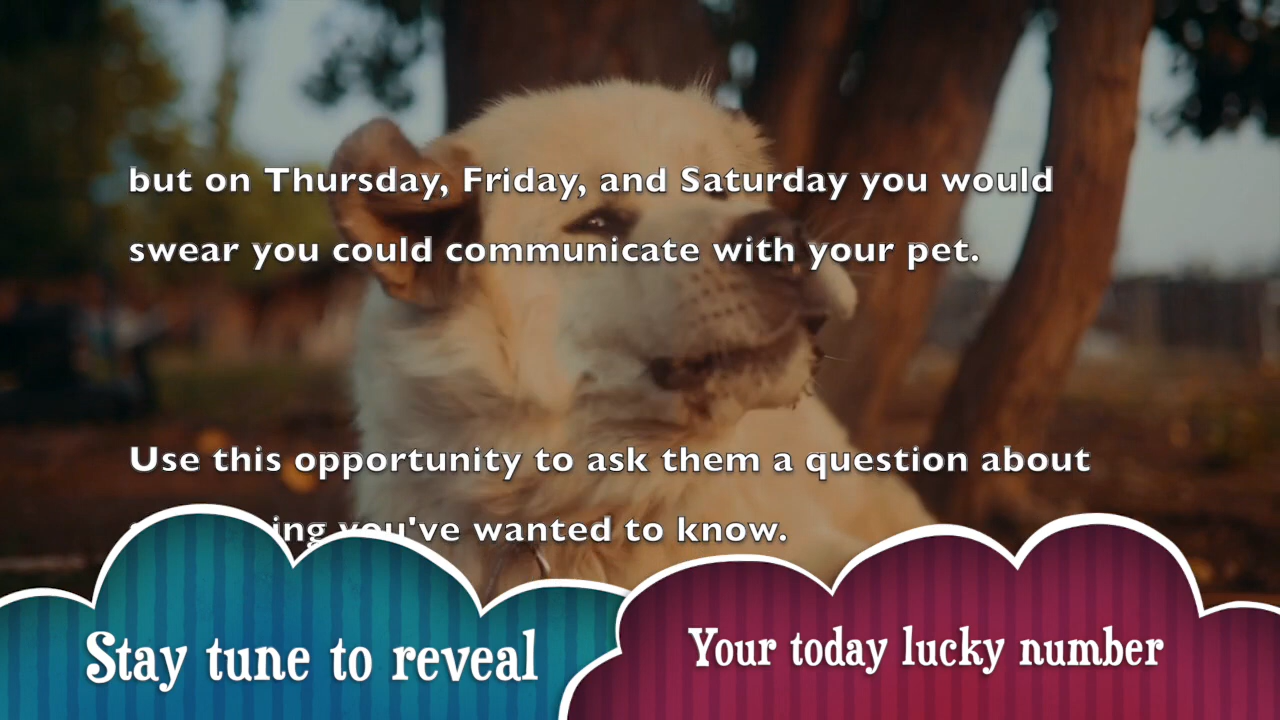 but on Thursday, Friday, and Saturday you would
swear you could communicate with your pet.
Use this opportunity to ask them a question about
you've wanted to know.
Stay tune to reveal
Your today lucky number